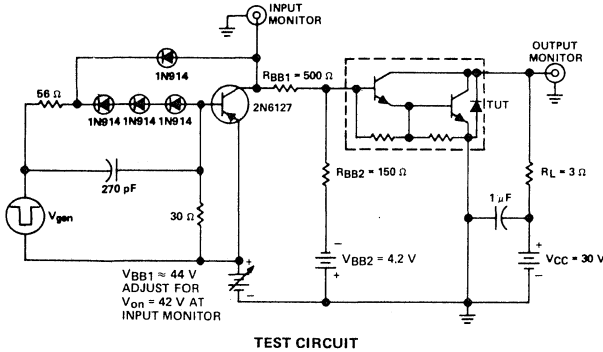 INPUT
MONITOR
OUTPUT
MONITOR
1N914
RBB1 = 500 Ω
56 Ω
1N914 1N914 1N914
2N6127
TUT
270 pF
RBB2 = 150 Ω
RL = 3 Ω
1 µF
Vgen
30 Ω
VBB1 ≈ 44 V
ADJUST FOR
Von = 42 V AT
INPUT MONITOR
+
−
−
+
VBB2 = 4.2 V
+
−
VCC = 30 V
TEST CIRCUIT